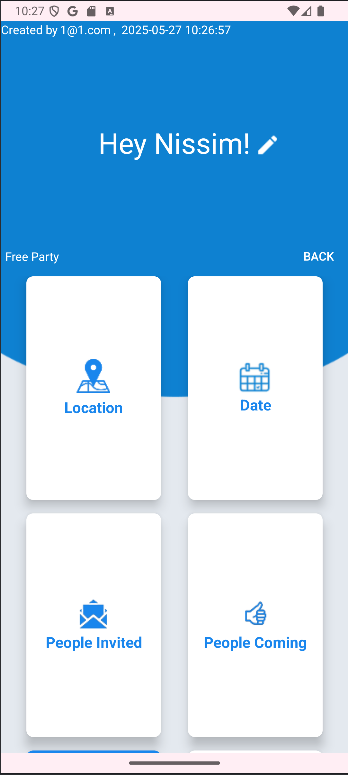 10:27
Created by 1@1.com , 2025-05-27 10:26:57
Hey Nissim!
Free Party
BACK
Location
Date
People Invited
People Coming